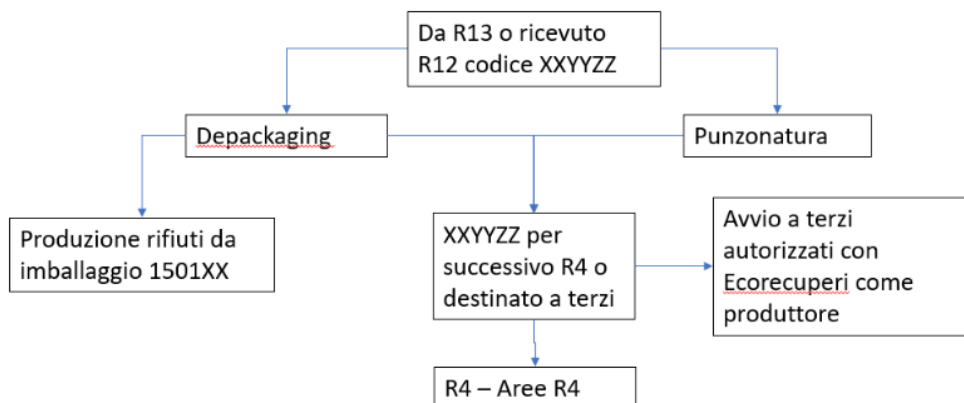 Da R13 o ricevuto
R12 codice XXYYZZ
Depackaging
Punzonatura
Produzione rifiuti da
imballaggio 1501XX
XXYYZZ per
successivo R4 o
destinato a terzi
Avvio a terzi
autorizzati con
Ecorecuperi come
produttore
R4 – Aree R4